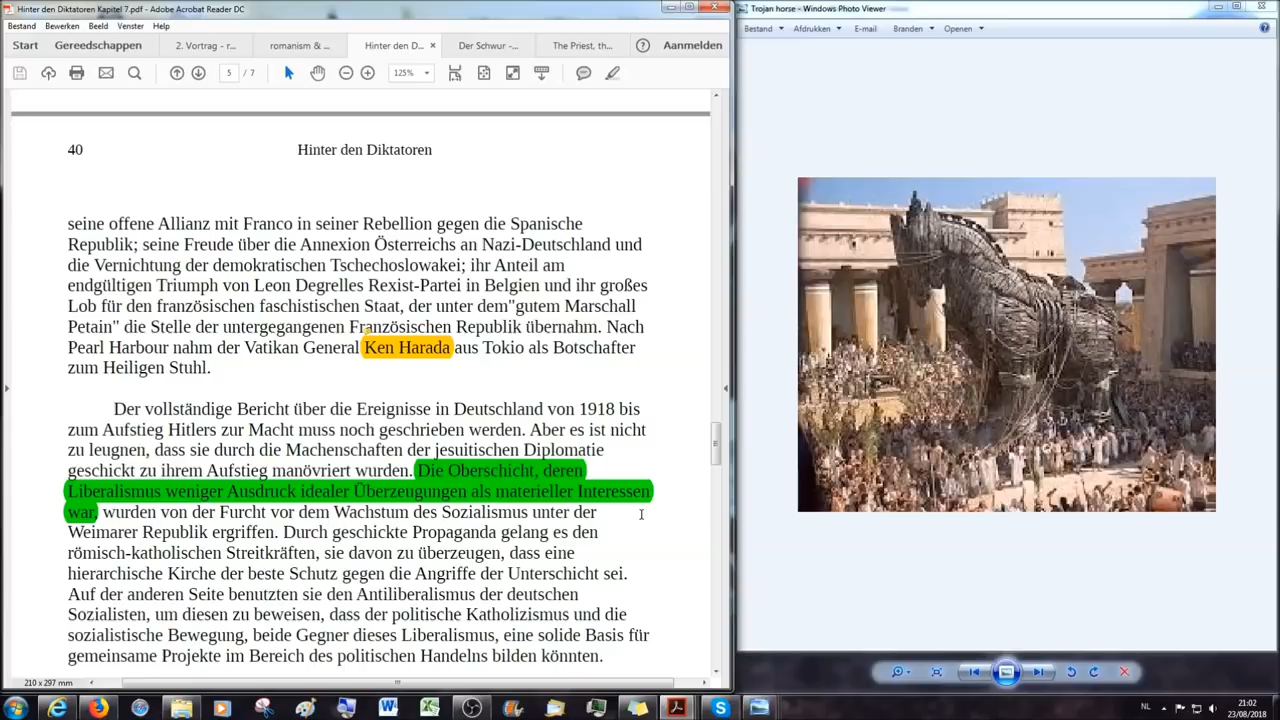 Hinter den Diktatoren Kapitel 7.pdf - Adobe Acrobat Reader DC
Bestand Bewerken Beeld Venster Help
Start Gereedschappen 2. Vortrag - r... romanism & ... Hinter den D... × Der Schwur -... The Priest, th... Aanmelden
5 / 7 125%
40 Hinter den Diktatoren
seine offene Allianz mit Franco in seiner Rebellion gegen die Spanische
Republik; seine Freude über die Annexion Österreichs an Nazi-Deutschland und
die Vernichtung der demokratischen Tschechoslowakei; ihr Anteil am
endgültigen Triumph von Leon Degrelles Rexist-Partei in Belgien und ihr großes
Lob für den französischen faschistischen Staat, der unter dem"gutem Marschall
Petain" die Stelle der untergegangenen Französischen Republik übernahm. Nach
Pearl Harbour nahm der Vatikan General Ken Harada aus Tokio als Botschafter
zum Heiligen Stuhl.
Der vollständige Bericht über die Ereignisse in Deutschland von 1918 bis
zum Aufstieg Hitlers zur Macht muss noch geschrieben werden. Aber es ist nicht
zu leugnen, dass sie durch die Machenschaften der jesuitischen Diplomatie
geschickt zu ihrem Aufstieg manövriert wurden. Die Oberschicht, deren
Liberalismus weniger Ausdruck idealer Überzeugungen als materieller Interessen
war, wurden von der Furcht vor dem Wachstum des Sozialismus unter der
Weimarer Republik ergriffen. Durch geschickte Propaganda gelang es den
römisch-katholischen Streitkräften, sie davon zu überzeugen, dass eine
hierarchische Kirche der beste Schutz gegen die Angriffe der Unterschicht sei.
Auf der anderen Seite benutzten sie den Antiliberalismus der deutschen
Sozialisten, um diesen zu beweisen, dass der politische Katholizismus und die
sozialistische Bewegung, beide Gegner dieses Liberalismus, eine solide Basis für
gemeinsame Projekte im Bereich des politischen Handelns bilden könnten.
210 x 297 mm
Trojan horse - Windows Photo Viewer
Bestand Afdrukken E-mail Branden Openen
NL 21:02
23/08/2018